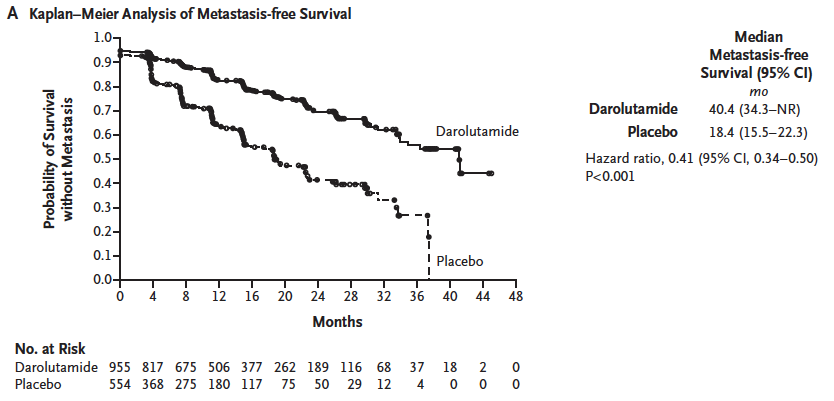 A Kaplan–Meier Analysis of Metastasis-free Survival
Probability of Survival
without Metastasis
1.0
0.9
0.8
0.7
0.6
0.5
0.4
0.3
0.2
0.1
0.0
0 4 8 12 16 20 24 28 32 36 40 44 48
Months
Darolutamide
Placebo
Median
Metastasis-free
Survival (95% CI)
mo
Darolutamide 40.4 (34.3–NR)
Placebo 18.4 (15.5–22.3)
Hazard ratio, 0.41 (95% CI, 0.34–0.50)
P<0.001
No. at Risk
Darolutamide 955 817 675 506 377 262 189 116 68 37 18 2 0
Placebo 554 368 275 180 117 75 50 29 12 4 0 0 0